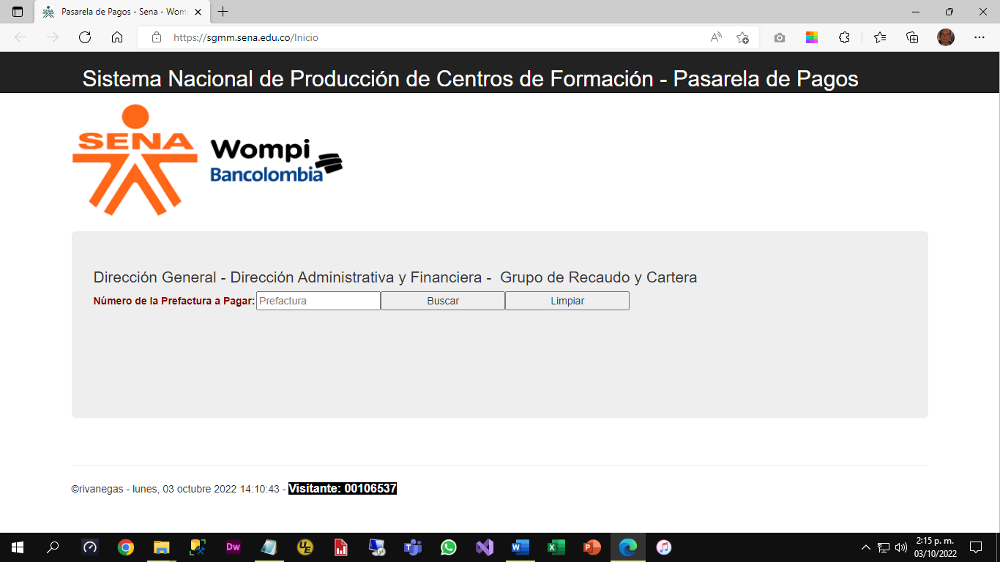 Pasarela de Pagos - Sena - Wom
https://sgmm.sena.edu.co/Inicio
Sistema Nacional de Producción de Centros de Formación - Pasarela de Pagos
SENA
Wompi
Bancolombia
Dirección General - Dirección Administrativa y Financiera - Grupo de Recaudo y Cartera
Número de la Prefactura a Pagar: Prefactura Buscar Limpiar
©rivanegas - lunes, 03 octubre 2022 14:10:43 - Visitante: 00106537
Dw
UE
2:15 p. m.
03/10/2022